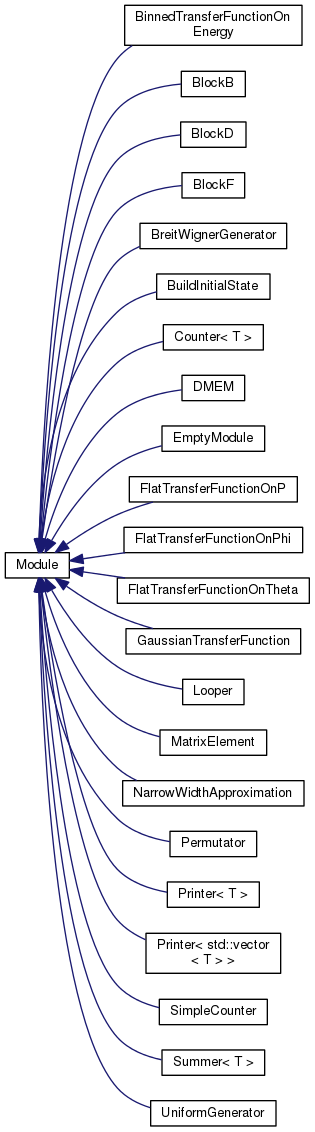 BinnedTransferFunctionOn
Energy
BlockB
BlockD
BlockF
BreitWignerGenerator
BuildInitialState
Counter< T >
DMEM
EmptyModule
FlatTransferFunctionOnP
FlatTransferFunctionOnPhi
Module
FlatTransferFunctionOnTheta
GaussianTransferFunction
Looper
MatrixElement
NarrowWidthApproximation
Permutator
Printer< T >
Printer< std::vector
< T > >
SimpleCounter
Summer< T >
UniformGenerator